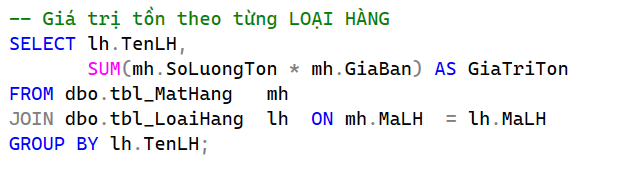 -- Giá trị tồn theo từng LOẠI HÀNG
SELECT lh.TenLH,
       SUM(mh.SoLuongTon * mh.GiaBan) AS GiaTriTon
FROM dbo.tbl_MatHang   mh
JOIN dbo.tbl_LoaiHang  lh  ON mh.MaLH  = lh.MaLH
GROUP BY lh.TenLH;